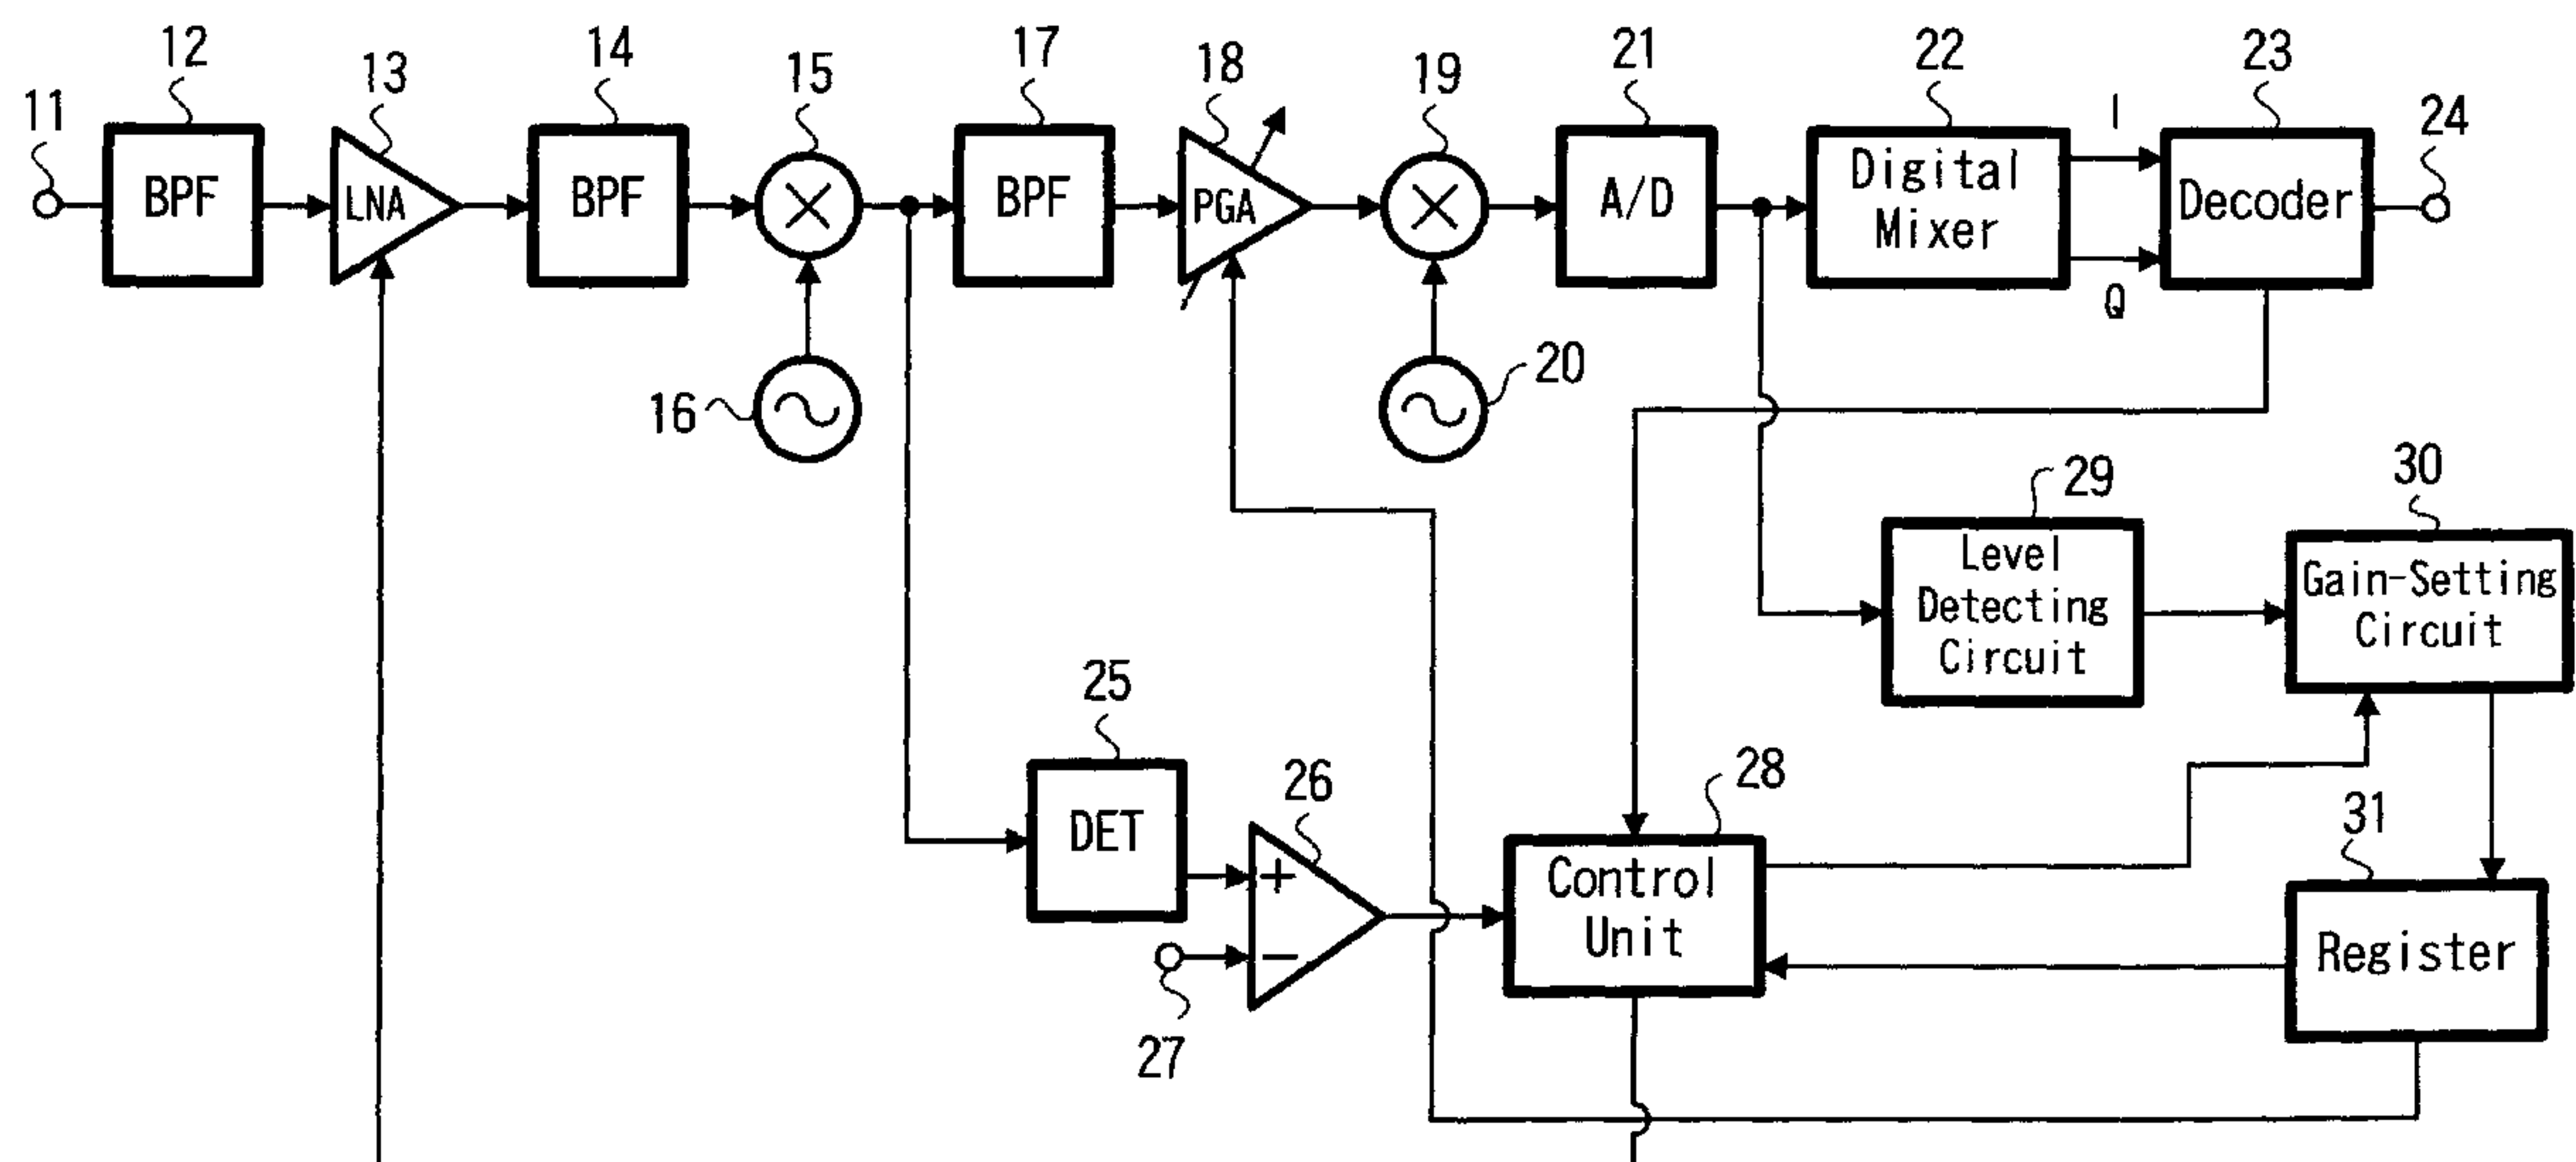 11
12
13
14
15
17
18
19
21
22
23
24
BPF
LNA
BPF
BPF
PGA
A/D
Digital
Mixer
I
Q
Decoder
16
20
29
30
Level
Detecting
Circuit
Gain-Setting
Circuit
25
DET
26
+
−
27
28
Control
Unit
31
Register